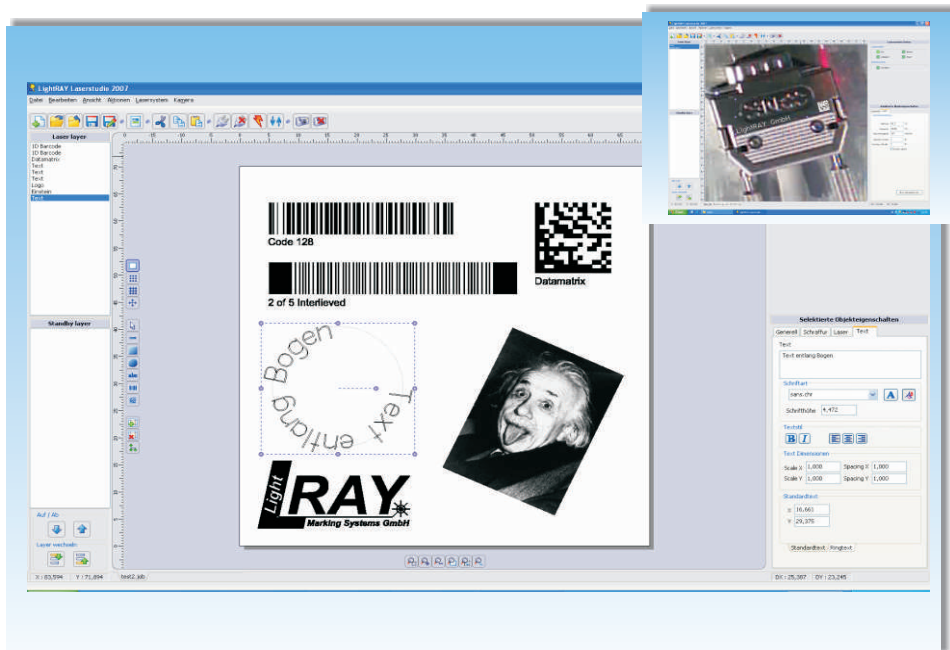 LightRAY Laserstudio 2007
Datei Bearbeiten Ansicht Aktionen Lasersystem Kamera
Laser layer
1D Barcode
1D Barcode
Datamatrix
Text
Text
Text
Logo
Einstein
Text
Standby layer
Auf / Ab
Layer wechseln
X : 83,594 Y : 71,894 test2.job
Code 128
Datamatrix
2 of 5 Interlieved
Text entlang Bogen
Light
RAY
Marking Systems GmbH
LightRAY GmbH
Selektierte Objekteigenschaften
Generell Schraffur Laser Text
Text
Text entlang Bogen
Schriftart
sans.chr
Schrifthöhe 4,472
Textstil
B I
Text Dimensionen
Scale X 1,000 Spacing X 1,000
Scale Y 1,000 Spacing Y 1,000
Standardtext
X 16,661
Y 29,375
Standardtext Ringtext
DX : 25,387 DY : 23,245